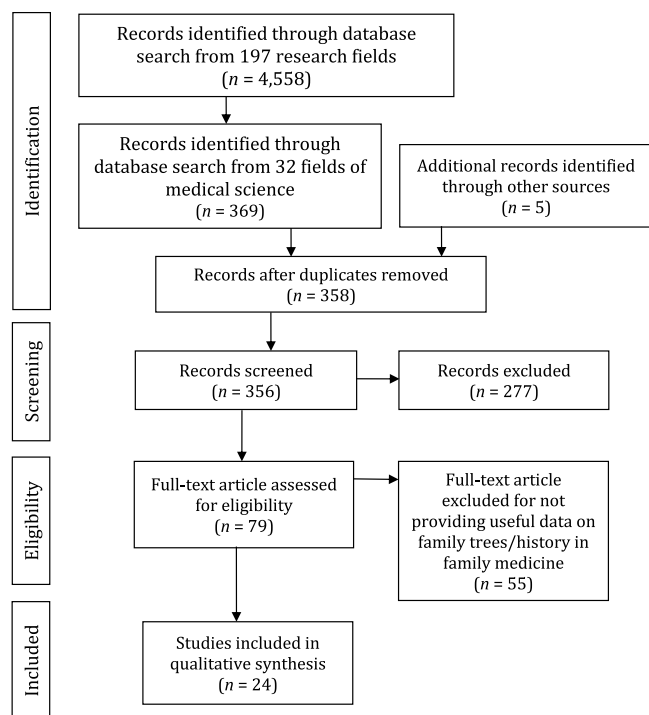 Identification
Records identified through database
search from 197 research fields
(n = 4,558)
Records identified through
database search from 32 fields of
medical science
(n = 369)
Additional records identified
through other sources
(n = 5)
Records after duplicates removed
(n = 358)
Screening
Records screened
(n = 356)
Records excluded
(n = 277)
Eligibility
Full-text article assessed
for eligibility
(n = 79)
Full-text article
excluded for not
providing useful data on
family trees/history in
family medicine
(n = 55)
Included
Studies included in
qualitative synthesis
(n = 24)